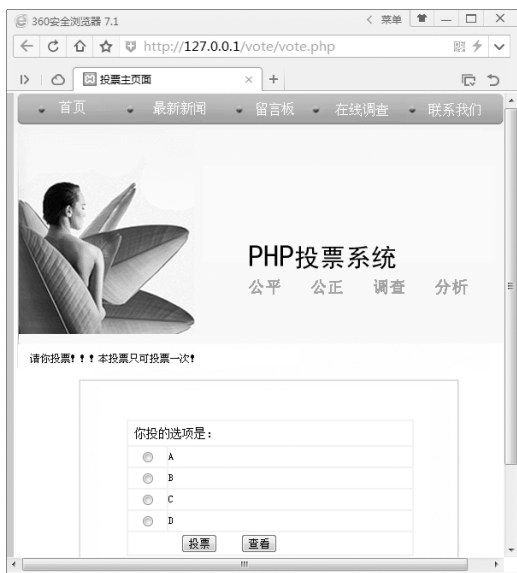 360安全浏览器 7.1
菜单
http://127.0.0.1/vote/vote.php
投票主页面
首页 最新新闻 留言板 在线调查 联系我们
PHP投票系统
公平 公正 调查 分析
请你投票！！！本投票只可投票一次！
你投的选项是：
A
B
C
D
投票 查看